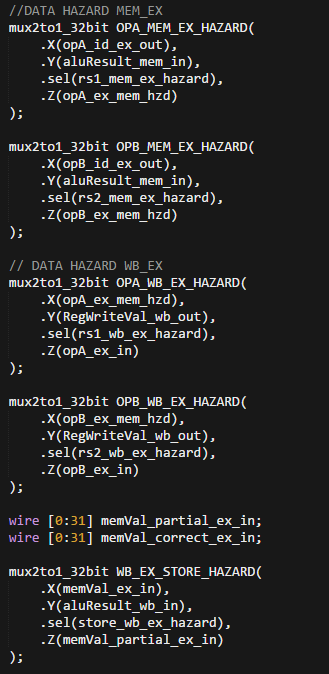 //DATA HAZARD MEM_EX
mux2to1_32bit OPA_MEM_EX_HAZARD(
    .X(opA_id_ex_out),
    .Y(aluResult_mem_in),
    .sel(rs1_mem_ex_hazard),
    .Z(opA_ex_mem_hzd)
);

mux2to1_32bit OPB_MEM_EX_HAZARD(
    .X(opB_id_ex_out),
    .Y(aluResult_mem_in),
    .sel(rs2_mem_ex_hazard),
    .Z(opB_ex_mem_hzd)
);

// DATA HAZARD WB_EX
mux2to1_32bit OPA_WB_EX_HAZARD(
    .X(opA_ex_mem_hzd),
    .Y(RegWriteVal_wb_out),
    .sel(rs1_wb_ex_hazard),
    .Z(opA_ex_in)
);

mux2to1_32bit OPB_WB_EX_HAZARD(
    .X(opB_ex_mem_hzd),
    .Y(RegWriteVal_wb_out),
    .sel(rs2_wb_ex_hazard),
    .Z(opB_ex_in)
);

wire [0:31] memVal_partial_ex_in;
wire [0:31] memVal_correct_ex_in;

mux2to1_32bit WB_EX_STORE_HAZARD(
    .X(memVal_ex_in),
    .Y(aluResult_wb_in),
    .sel(store_wb_ex_hazard),
    .Z(memVal_partial_ex_in)
);